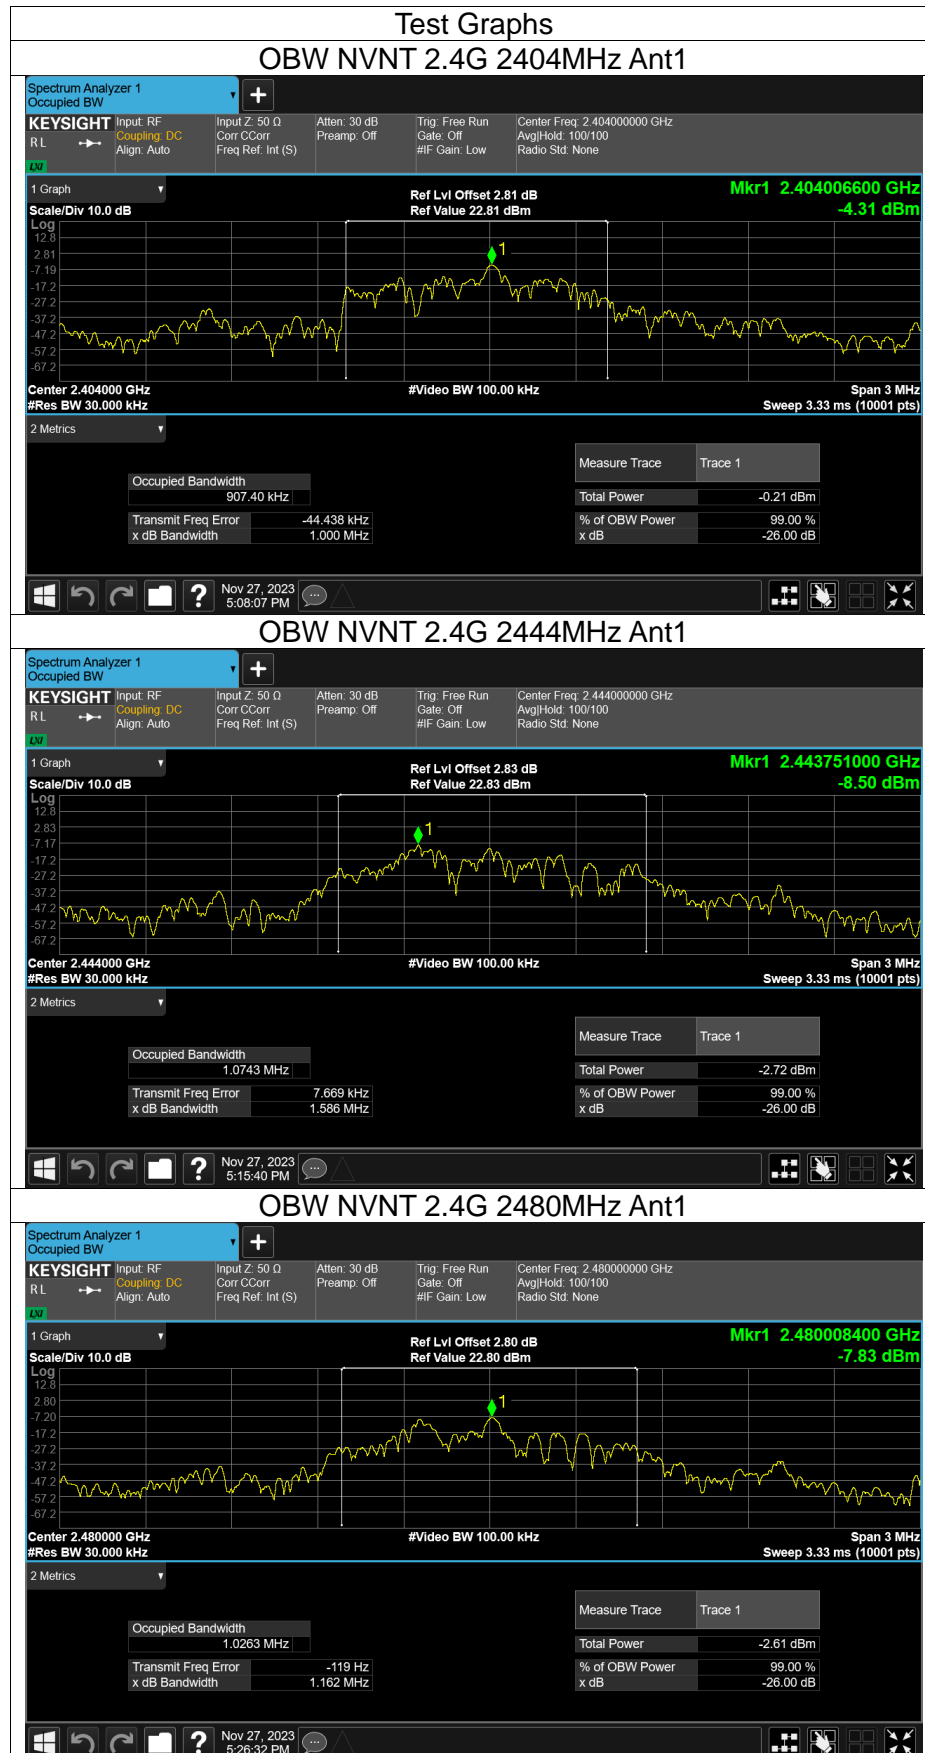 Test Graphs
OBW NVNT 2.4G 2404MHz Ant1
Spectrum Analyzer 1
Occupied BW
+
KEYSIGHT Input: RF Input Z: 50 Ω Atten: 30 dB Trig: Free Run Center Freq: 2.404000000 GHz
Coupling: DC Corr CCorr Preamp: Off Gate: Off Avg|Hold: 100/100
RL Align: Auto Freq Ref: Int (S) #IF Gain: Low Radio Std: None
LXI
1 Graph Ref Lvl Offset 2.81 dB Mkr1 2.404006600 GHz
Scale/Div 10.0 dB Ref Value 22.81 dBm -4.31 dBm
Log
12.8
1
2.81
-7.19
-17.2
-27.2
-37.2
-47.2
-57.2
-67.2
Center 2.404000 GHz #Video BW 100.00 kHz Span 3 MHz
#Res BW 30.000 kHz Sweep 3.33 ms (10001 pts)
2 Metrics
Measure Trace Trace 1
Occupied Bandwidth
907.40 kHz Total Power -0.21 dBm
Transmit Freq Error -44.438 kHz % of OBW Power 99.00 %
x dB Bandwidth 1.000 MHz x dB -26.00 dB
? Nov 27, 2023
5:08:07 PM
OBW NVNT 2.4G 2444MHz Ant1
Spectrum Analyzer 1
Occupied BW
+
KEYSIGHT Input: RF Input Z: 50 Ω Atten: 30 dB Trig: Free Run Center Freq: 2.444000000 GHz
Coupling: DC Corr CCorr Preamp: Off Gate: Off Avg|Hold: 100/100
RL Align: Auto Freq Ref: Int (S) #IF Gain: Low Radio Std: None
LXI
1 Graph Ref Lvl Offset 2.83 dB Mkr1 2.443751000 GHz
Scale/Div 10.0 dB Ref Value 22.83 dBm -8.50 dBm
Log
12.8
2.83
1
-7.17
-17.2
-27.2
-37.2
-47.2
-57.2
-67.2
Center 2.444000 GHz #Video BW 100.00 kHz Span 3 MHz
#Res BW 30.000 kHz Sweep 3.33 ms (10001 pts)
2 Metrics
Measure Trace Trace 1
Occupied Bandwidth
1.0743 MHz Total Power -2.72 dBm
Transmit Freq Error 7.669 kHz % of OBW Power 99.00 %
x dB Bandwidth 1.586 MHz x dB -26.00 dB
? Nov 27, 2023
5:15:40 PM
OBW NVNT 2.4G 2480MHz Ant1
Spectrum Analyzer 1
Occupied BW
+
KEYSIGHT Input: RF Input Z: 50 Ω Atten: 30 dB Trig: Free Run Center Freq: 2.480000000 GHz
Coupling: DC Corr CCorr Preamp: Off Gate: Off Avg|Hold: 100/100
RL Align: Auto Freq Ref: Int (S) #IF Gain: Low Radio Std: None
LXI
1 Graph Ref Lvl Offset 2.80 dB Mkr1 2.480008400 GHz
Scale/Div 10.0 dB Ref Value 22.80 dBm -7.83 dBm
Log
12.8
2.80
1
-7.20
-17.2
-27.2
-37.2
-47.2
-57.2
-67.2
Center 2.480000 GHz #Video BW 100.00 kHz Span 3 MHz
#Res BW 30.000 kHz Sweep 3.33 ms (10001 pts)
2 Metrics
Measure Trace Trace 1
Occupied Bandwidth
1.0263 MHz Total Power -2.61 dBm
Transmit Freq Error -119 Hz % of OBW Power 99.00 %
x dB Bandwidth 1.162 MHz x dB -26.00 dB
? Nov 27, 2023
5:26:32 PM